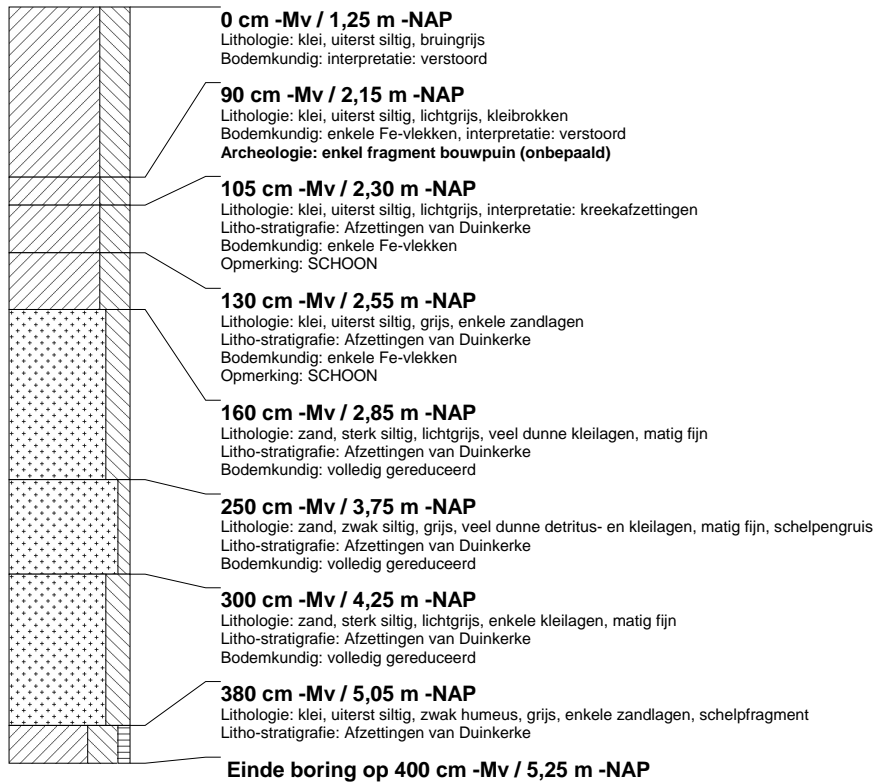 0 cm -Mv / 1,25 m -NAP
Lithologie: klei, uiterst siltig, bruingrijs
Bodemkundig: interpretatie: verstoord
90 cm -Mv / 2,15 m -NAP
Lithologie: klei, uiterst siltig, lichtgrijs, kleibrokken
Bodemkundig: enkele Fe-vlekken, interpretatie: verstoord
Archeologie: enkel fragment bouwpuin (onbepaald)
105 cm -Mv / 2,30 m -NAP
Lithologie: klei, uiterst siltig, lichtgrijs, interpretatie: kreekafzettingen
Litho-stratigrafie: Afzettingen van Duinkerke
Bodemkundig: enkele Fe-vlekken
Opmerking: SCHOON
130 cm -Mv / 2,55 m -NAP
Lithologie: klei, uiterst siltig, grijs, enkele zandlagen
Litho-stratigrafie: Afzettingen van Duinkerke
Bodemkundig: enkele Fe-vlekken
Opmerking: SCHOON
160 cm -Mv / 2,85 m -NAP
Lithologie: zand, sterk siltig, lichtgrijs, veel dunne kleilagen, matig fijn
Litho-stratigrafie: Afzettingen van Duinkerke
Bodemkundig: volledig gereduceerd
250 cm -Mv / 3,75 m -NAP
Lithologie: zand, zwak siltig, grijs, veel dunne detritus- en kleilagen, matig fijn, schelpengruis
Litho-stratigrafie: Afzettingen van Duinkerke
Bodemkundig: volledig gereduceerd
300 cm -Mv / 4,25 m -NAP
Lithologie: zand, sterk siltig, lichtgrijs, enkele kleilagen, matig fijn
Litho-stratigrafie: Afzettingen van Duinkerke
Bodemkundig: volledig gereduceerd
380 cm -Mv / 5,05 m -NAP
Lithologie: klei, uiterst siltig, zwak humeus, grijs, enkele zandlagen, schelpfragment
Litho-stratigrafie: Afzettingen van Duinkerke
Einde boring op 400 cm -Mv / 5,25 m -NAP